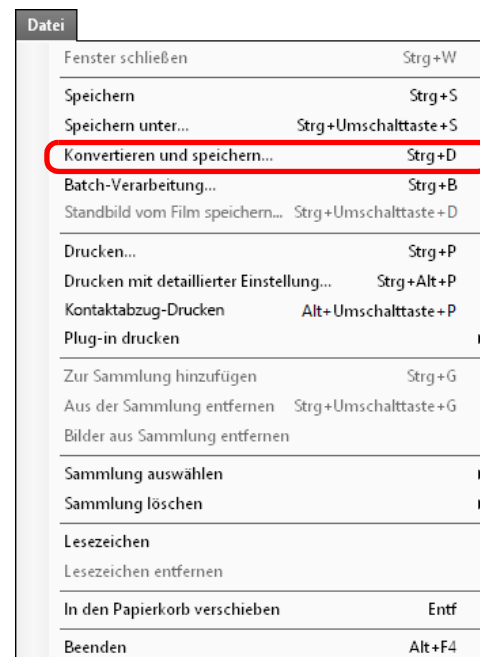 Datei
Fenster schließen Strg+W
Speichern Strg+S
Speichern unter... Strg+Umschalttaste+S
Konvertieren und speichern... Strg+D
Batch-Verarbeitung... Strg+B
Standbild vom Film speichern... Strg+Umschalttaste+D
Drucken... Strg+P
Drucken mit detaillierter Einstellung... Strg+Alt+P
Kontaktabzug-Drucken Alt+Umschalttaste+P
Plug-in drucken
Zur Sammlung hinzufügen Strg+G
Aus der Sammlung entfernen Strg+Umschalttaste+G
Bilder aus Sammlung entfernen
Sammlung auswählen
Sammlung löschen
Lesezeichen
Lesezeichen entfernen
In den Papierkorb verschieben Entf
Beenden Alt+F4